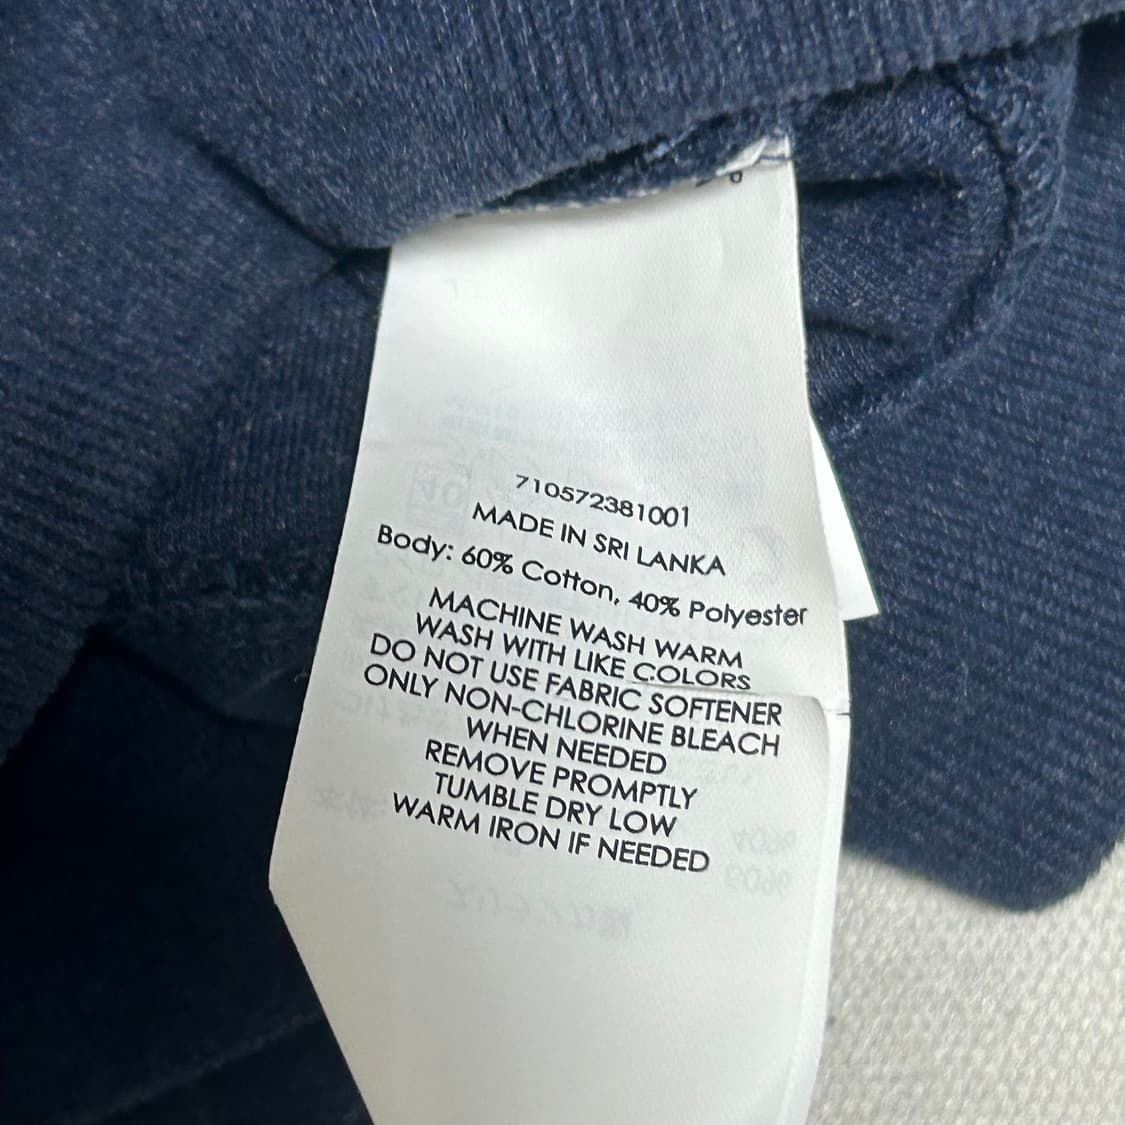 710572381001
MADE IN SRI LANKA
Body: 60% Cotton, 40% Polyester
MACHINE WASH WARM
WASH WITH LIKE COLORS
DO NOT USE FABRIC SOFTENER
ONLY NON-CHLORINE BLEACH
WHEN NEEDED
REMOVE PROMPTLY
TUMBLE DRY LOW
WARM IRON IF NEEDED